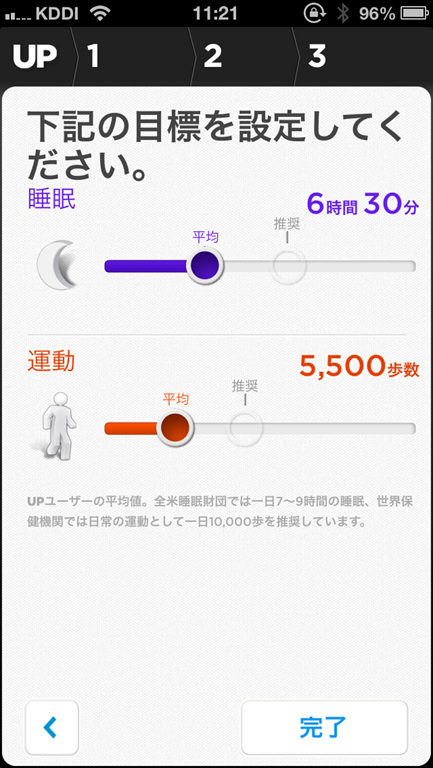 KDDI 11:21 96%
UP 1 2 3
下記の目標を設定してく
ださい。
睡眠
6時間 30分
平均
推奨
運動
5,500歩数
平均
推奨
UPユーザーの平均値。全米睡眠財団では一日7〜9時間の睡眠、世界保
健機関では日常の運動として一日10,000歩を推奨しています。
完了